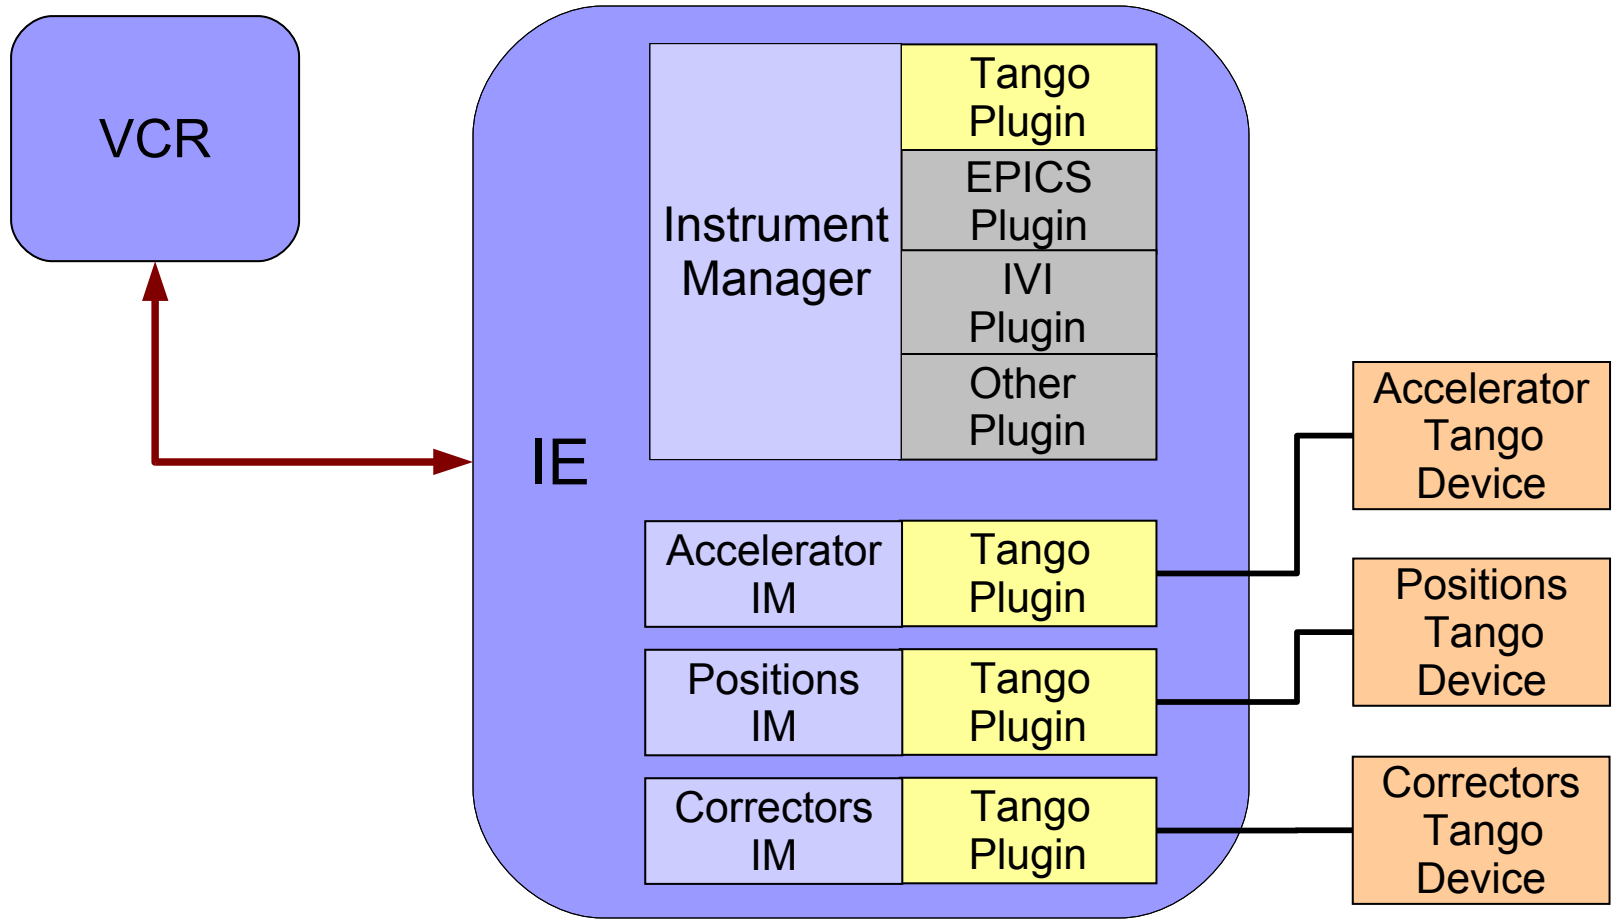 VCR
IE
Instrument
Manager
Tango
Plugin
EPICS
Plugin
IVI
Plugin
Other
Plugin
Accelerator
IM
Tango
Plugin
Positions
IM
Tango
Plugin
Correctors
IM
Tango
Plugin
Accelerator
Tango
Device
Positions
Tango
Device
Correctors
Tango
Device